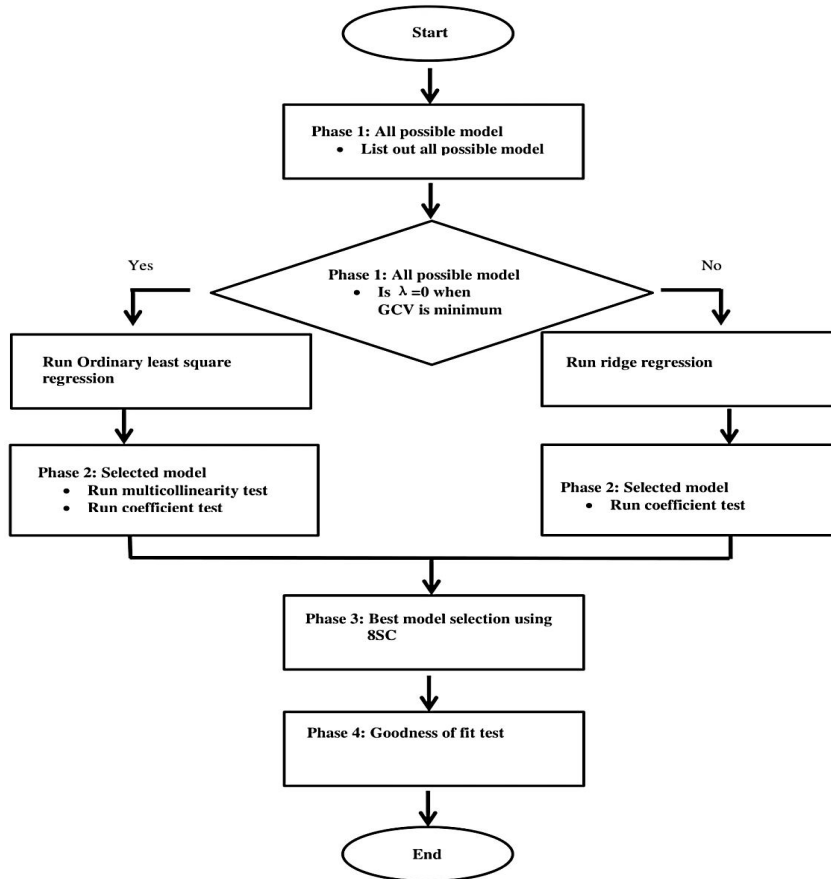 Start
Phase 1: All possible model
• List out all possible model
Yes
No
Phase 1: All possible model
• Is λ =0 when
GCV is minimum
Run Ordinary least square
regression
Run ridge regression
Phase 2: Selected model
• Run multicollinearity test
• Run coefficient test
Phase 2: Selected model
• Run coefficient test
Phase 3: Best model selection using
8SC
Phase 4: Goodness of fit test
End